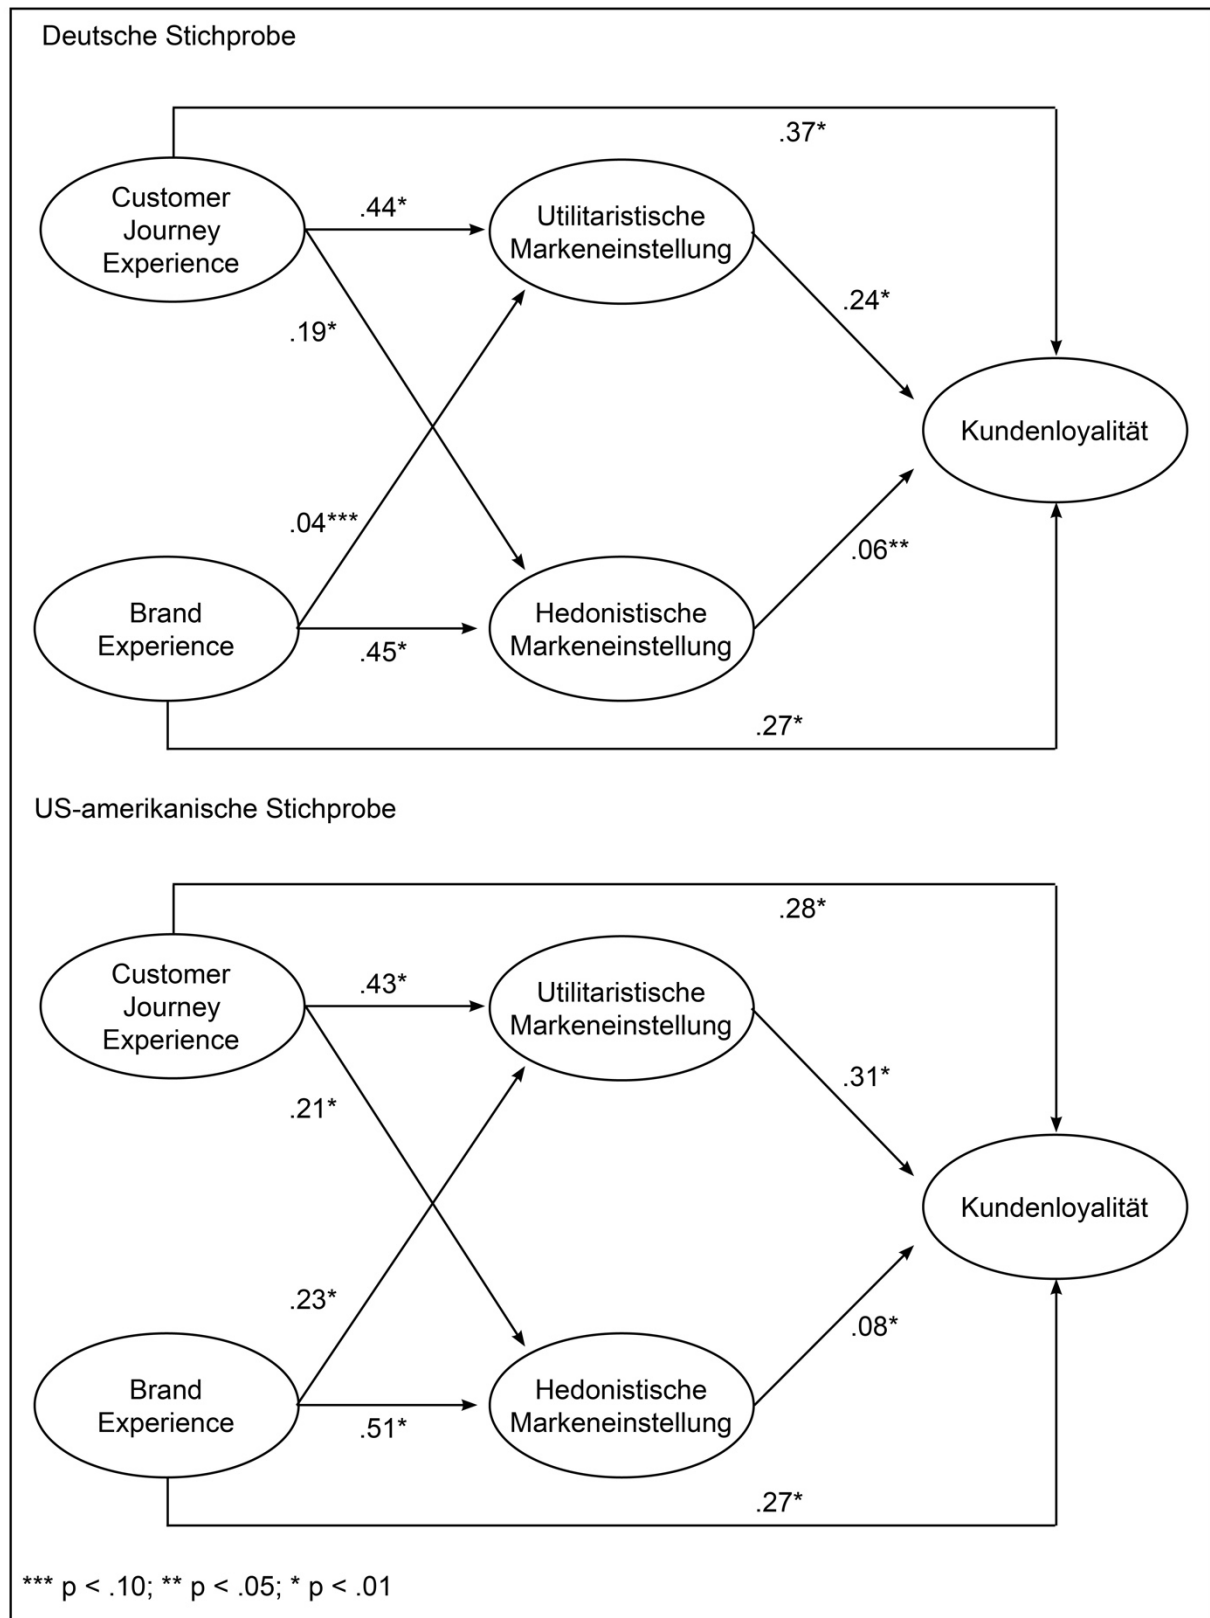 Deutsche Stichprobe
.37*
Customer
Journey
Experience
.44*
Utilitaristische
Markeneinstellung
.24*
.19*
Kundenloyalität
.04***
.06**
Brand
Experience
.45*
Hedonistische
Markeneinstellung
.27*
US-amerikanische Stichprobe
.28*
Customer
Journey
Experience
.43*
Utilitaristische
Markeneinstellung
.31*
.21*
Kundenloyalität
.23*
.08*
Brand
Experience
.51*
Hedonistische
Markeneinstellung
.27*
*** p < .10; ** p < .05; * p < .01